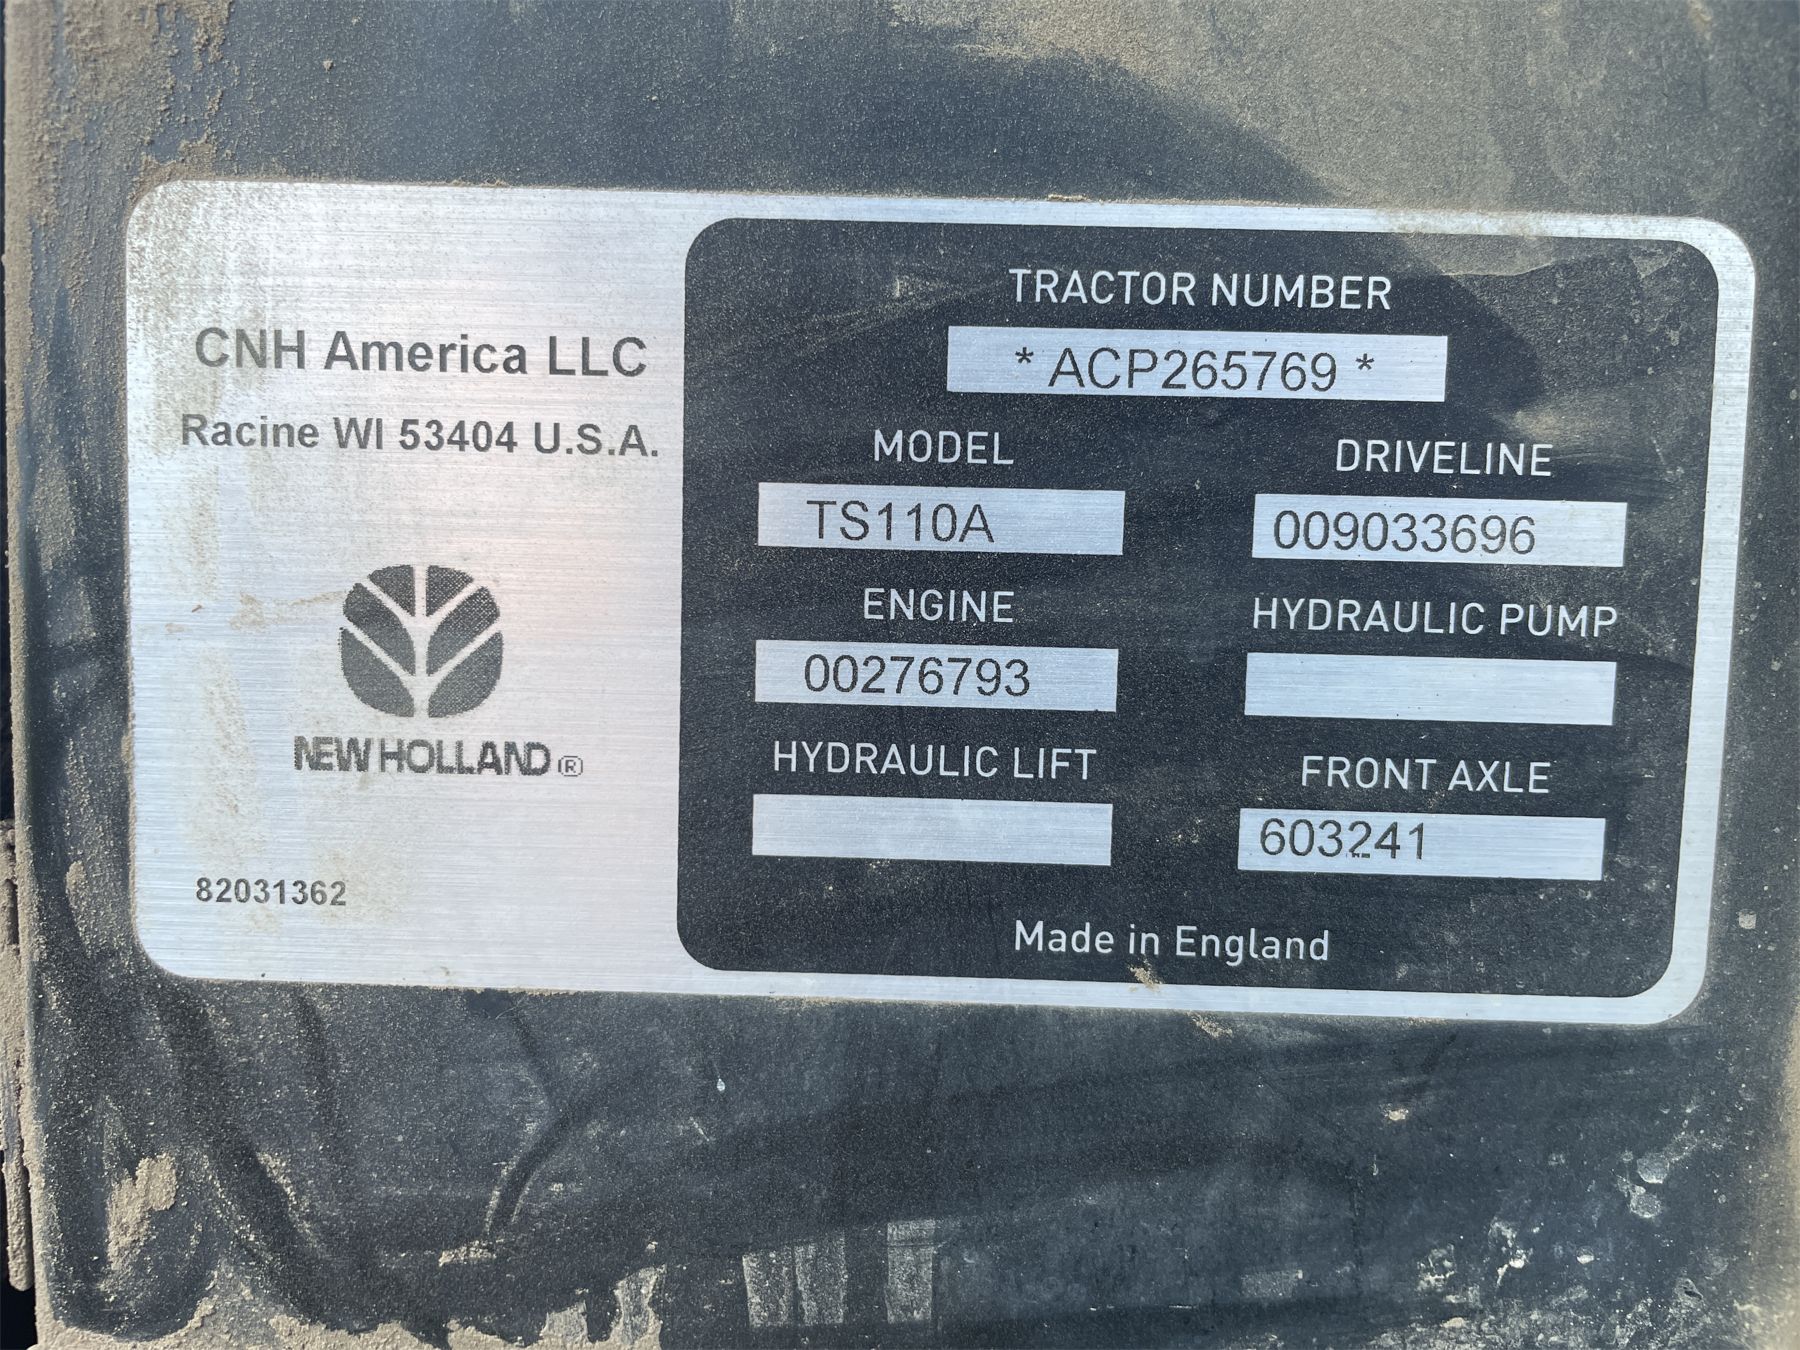 CNH America LLC
Racine WI 53404 U.S.A.
NEW HOLLAND ®
82031362
TRACTOR NUMBER
* ACP265769 *
MODEL DRIVELINE
TS110A 009033696
ENGINE HYDRAULIC PUMP
00276793
HYDRAULIC LIFT FRONT AXLE
603241
Made in England